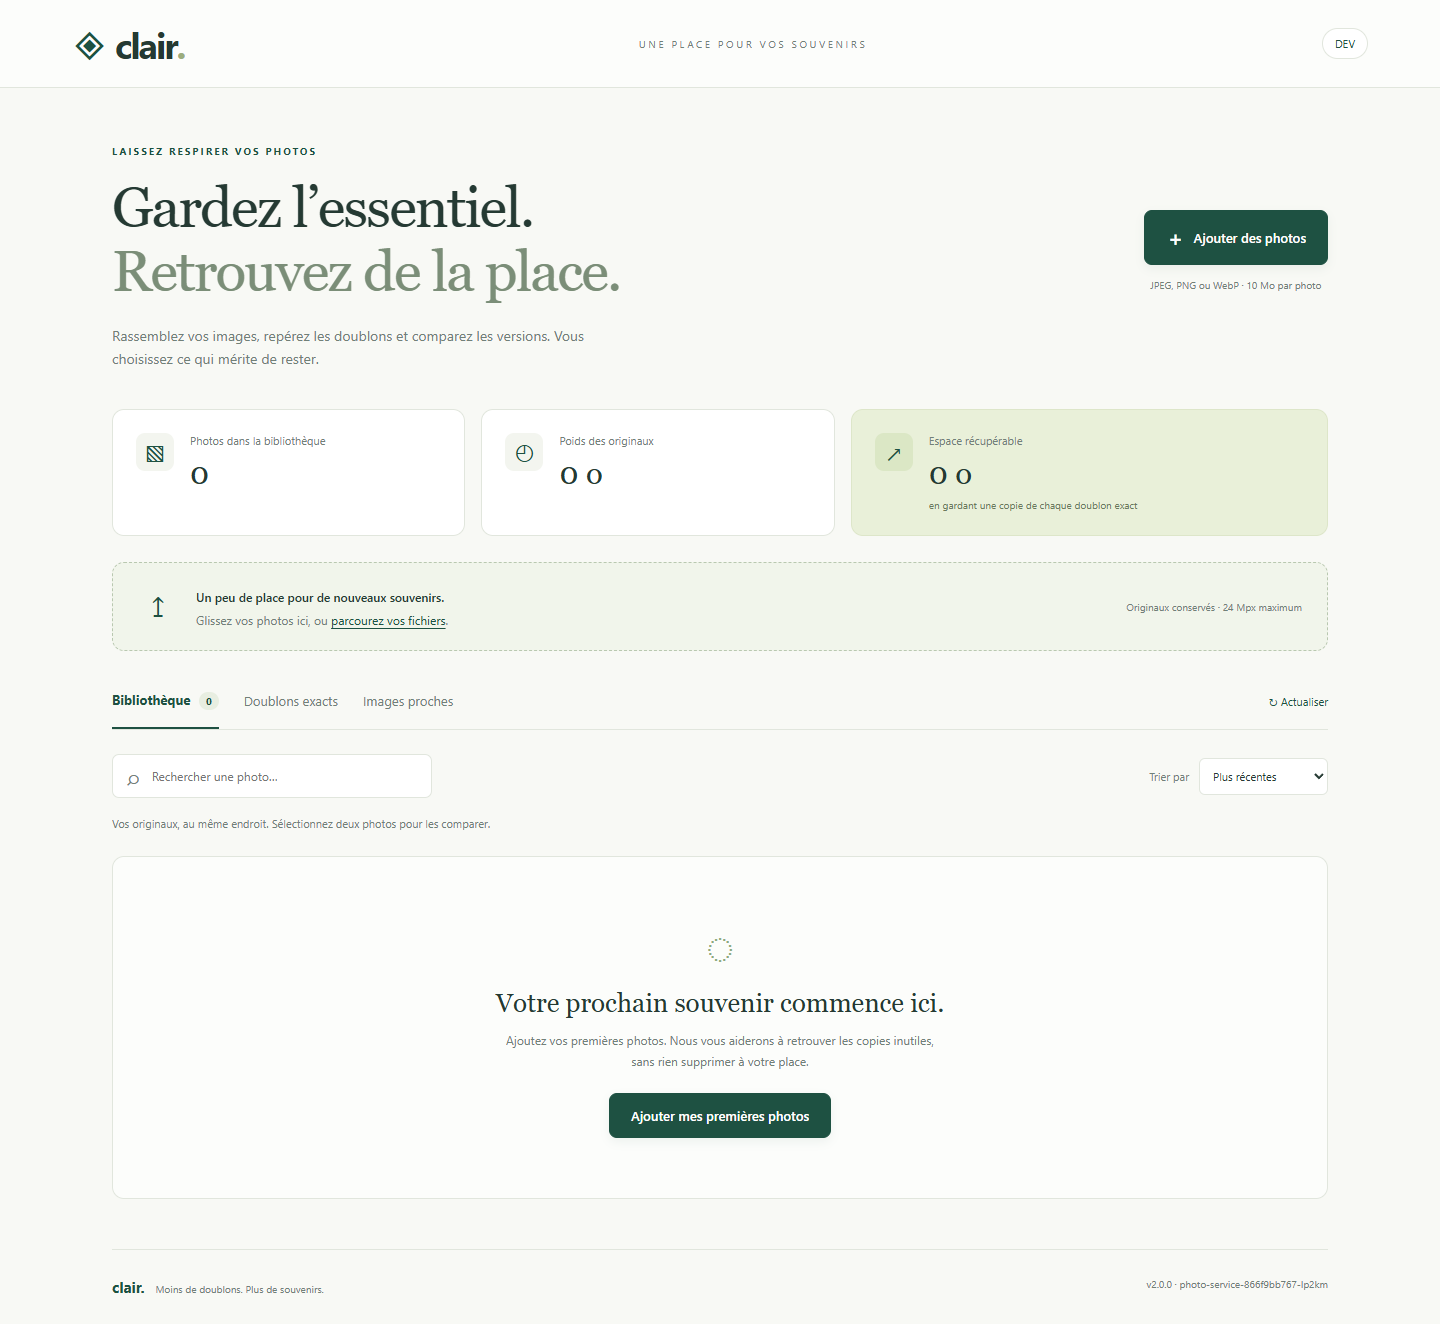 clair.
UNE PLACE POUR VOS SOUVENIRS
DEV
LAISSEZ RESPIRER VOS PHOTOS
Gardez l’essentiel.
Retrouvez de la place.
Rassemblez vos images, repérez les doublons et comparez les versions. Vous
choisissez ce qui mérite de rester.
+ Ajouter des photos
JPEG, PNG ou WebP · 10 Mo par photo
Photos dans la bibliothèque
0
Poids des originaux
0 o
Espace récupérable
0 o
en gardant une copie de chaque doublon exact
Un peu de place pour de nouveaux souvenirs.
Glissez vos photos ici, ou parcourez vos fichiers.
Originaux conservés · 24 Mpx maximum
Bibliothèque 0
Doublons exacts
Images proches
↻ Actualiser
Rechercher une photo...
Trier par
Plus récentes
Vos originaux, au même endroit. Sélectionnez deux photos pour les comparer.
Votre prochain souvenir commence ici.
Ajoutez vos premières photos. Nous vous aiderons à retrouver les copies inutiles,
sans rien supprimer à votre place.
Ajouter mes premières photos
clair. Moins de doublons. Plus de souvenirs.
v2.0.0 · photo-service-866f9bb767-lp2km